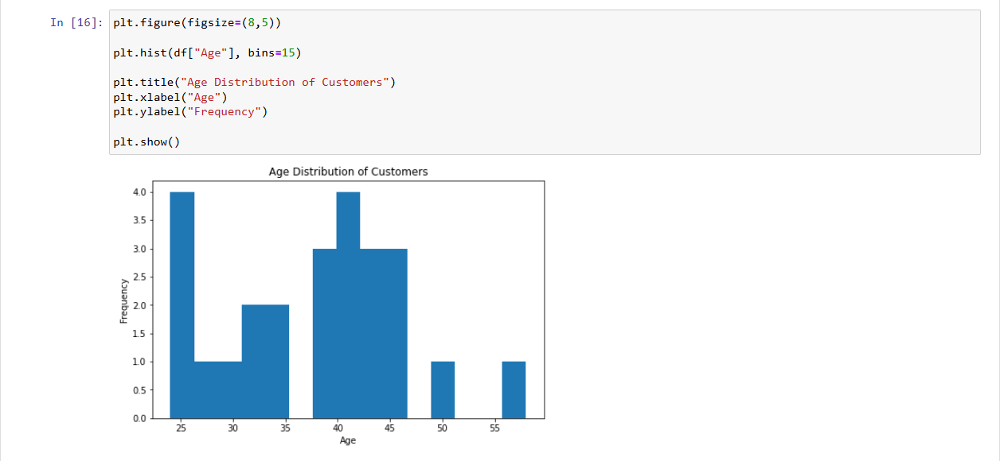 In [16]: plt.figure(figsize=(8,5))
plt.hist(df["Age"], bins=15)
plt.title("Age Distribution of Customers")
plt.xlabel("Age")
plt.ylabel("Frequency")
plt.show()
Age Distribution of Customers
4.0
3.5
3.0
2.5
2.0
1.5
1.0
0.5
0.0
Frequency
25 30 35 40 45 50 55
Age